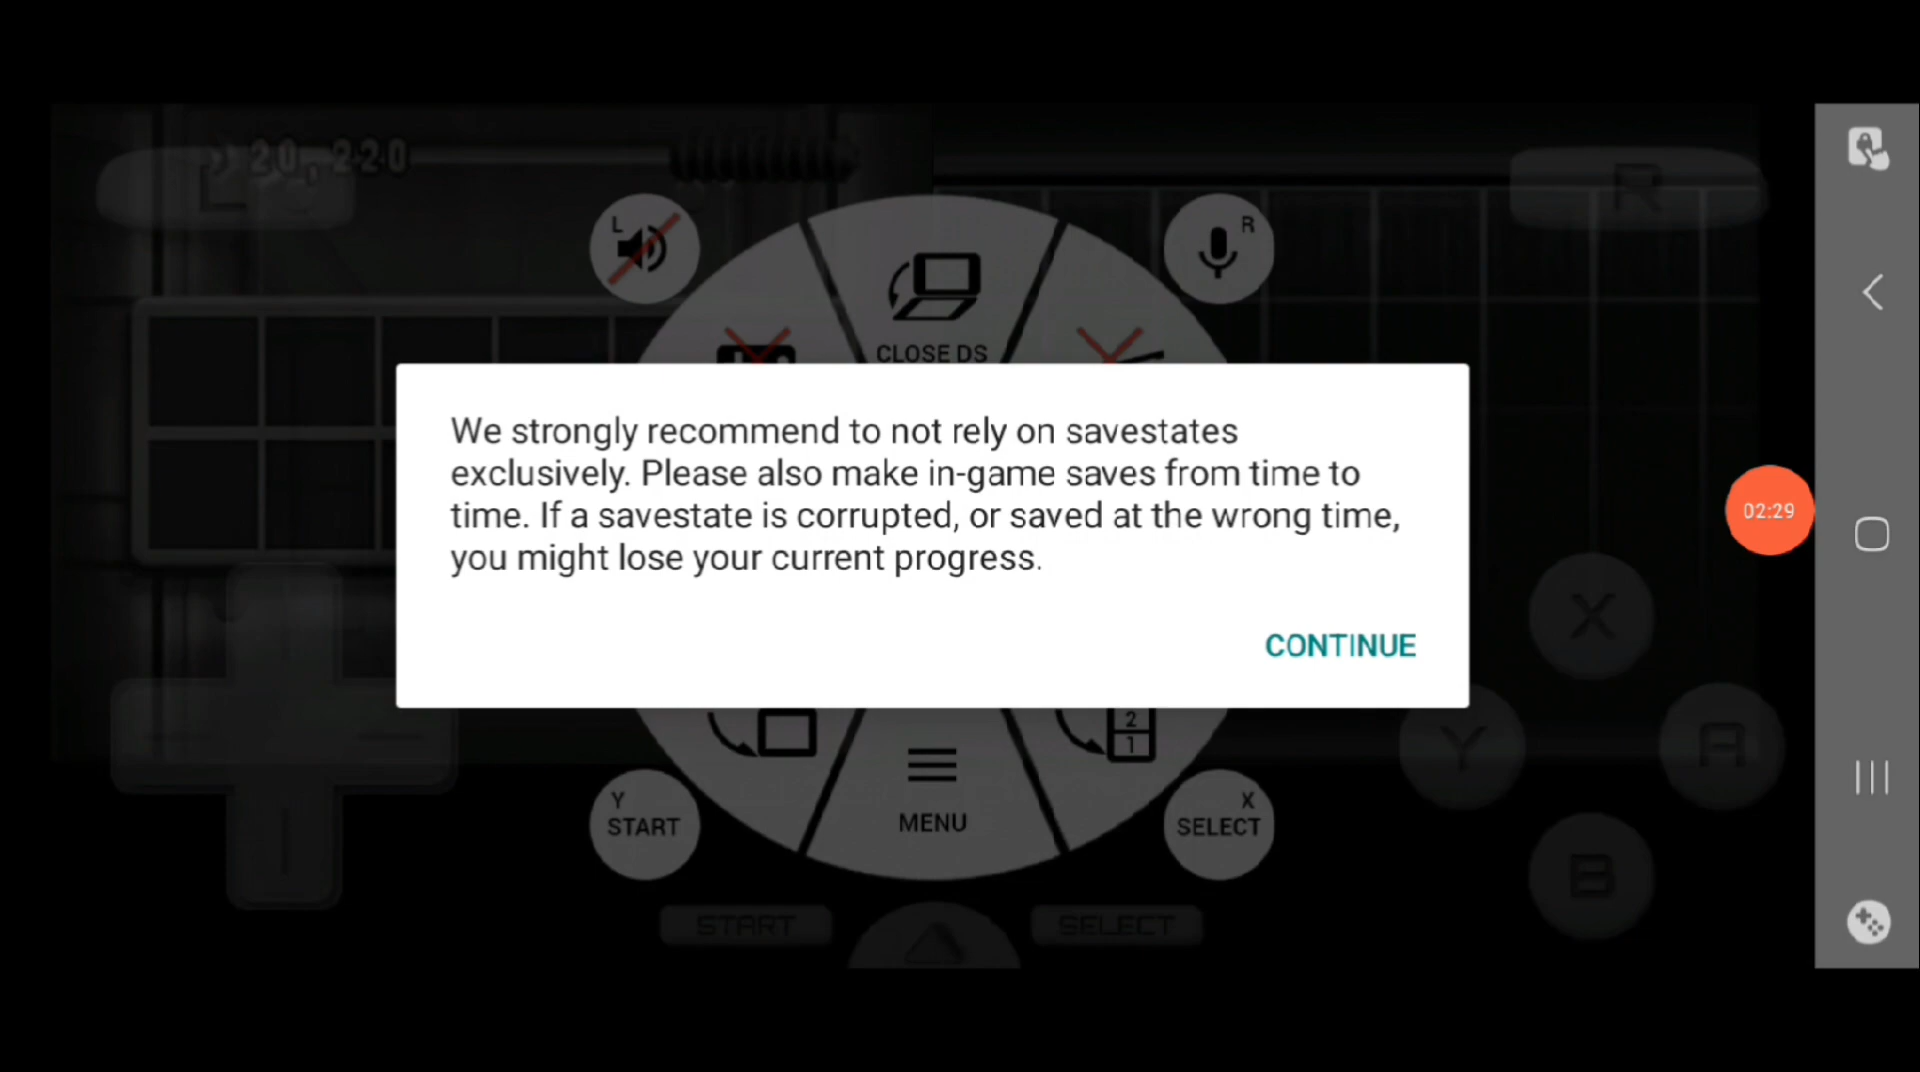 20,220
L
R
L
R
CLOSE DS
We strongly recommend to not rely on savestates
exclusively. Please also make in-game saves from time to
time. If a savestate is corrupted, or saved at the wrong time,
you might lose your current progress.
CONTINUE
02:29
X
Y
A
B
2
1
MENU
Y
START
X
SELECT
START
SELECT